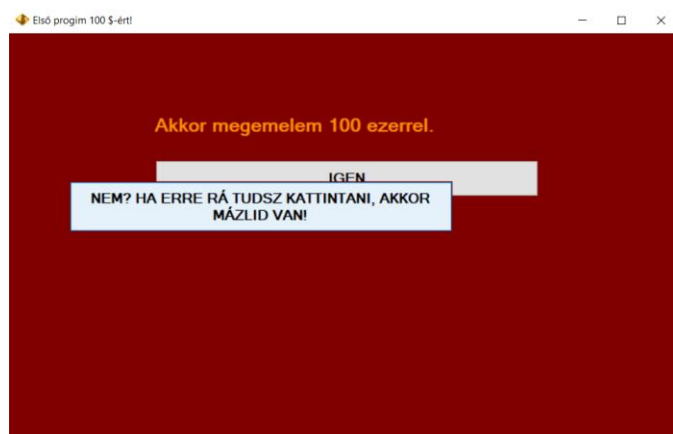 Első progim 100 $-ért!
Akkor megemelem 100 ezerrel.
IGEN
NEM? HA ERRE RÁ TUDSZ KATTINTANI, AKKOR
MÁZLID VAN!